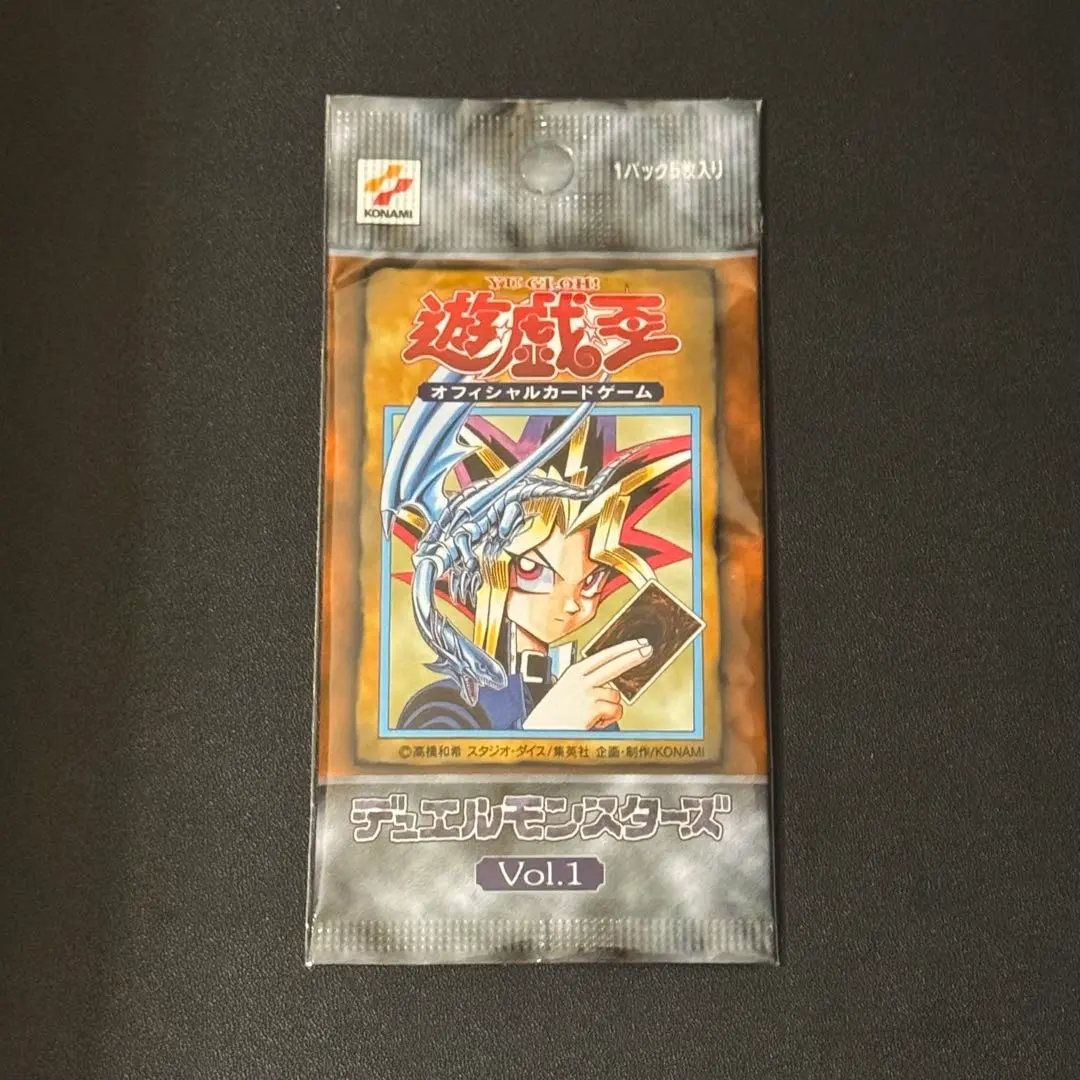 KONAMI
1パック5枚入り
YU-GI-OH!
遊戯王
オフィシャルカードゲーム
©高橋和希 スタジオ・ダイス/集英社 企画・制作/KONAMI
デュエルモンスターズ
Vol.1